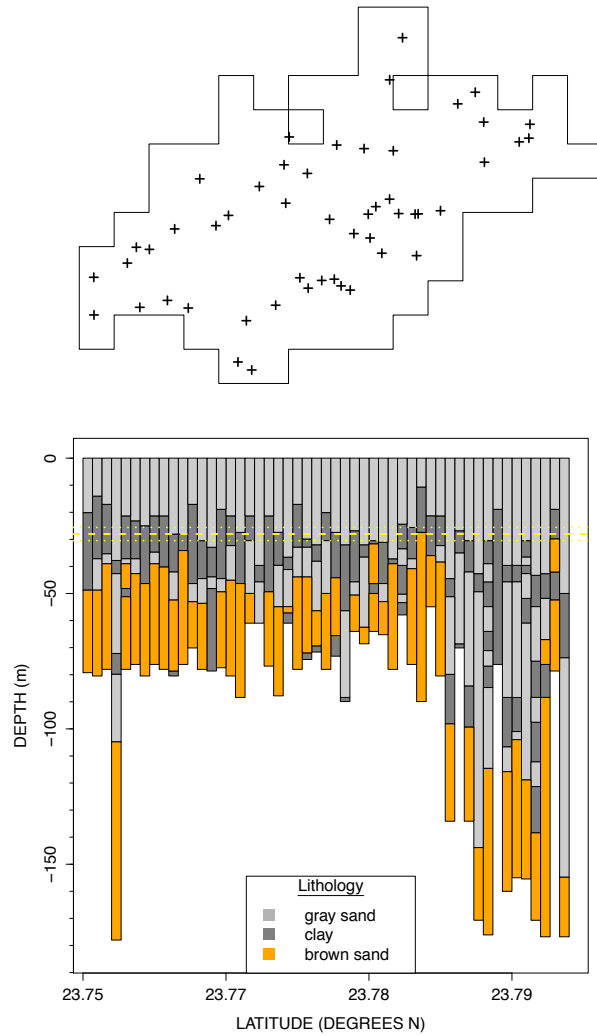 0
−50
−100
−150
DEPTH (m)
Lithology
gray sand
clay
brown sand
23.75
23.77
23.78
23.79
LATITUDE (DEGREES N)